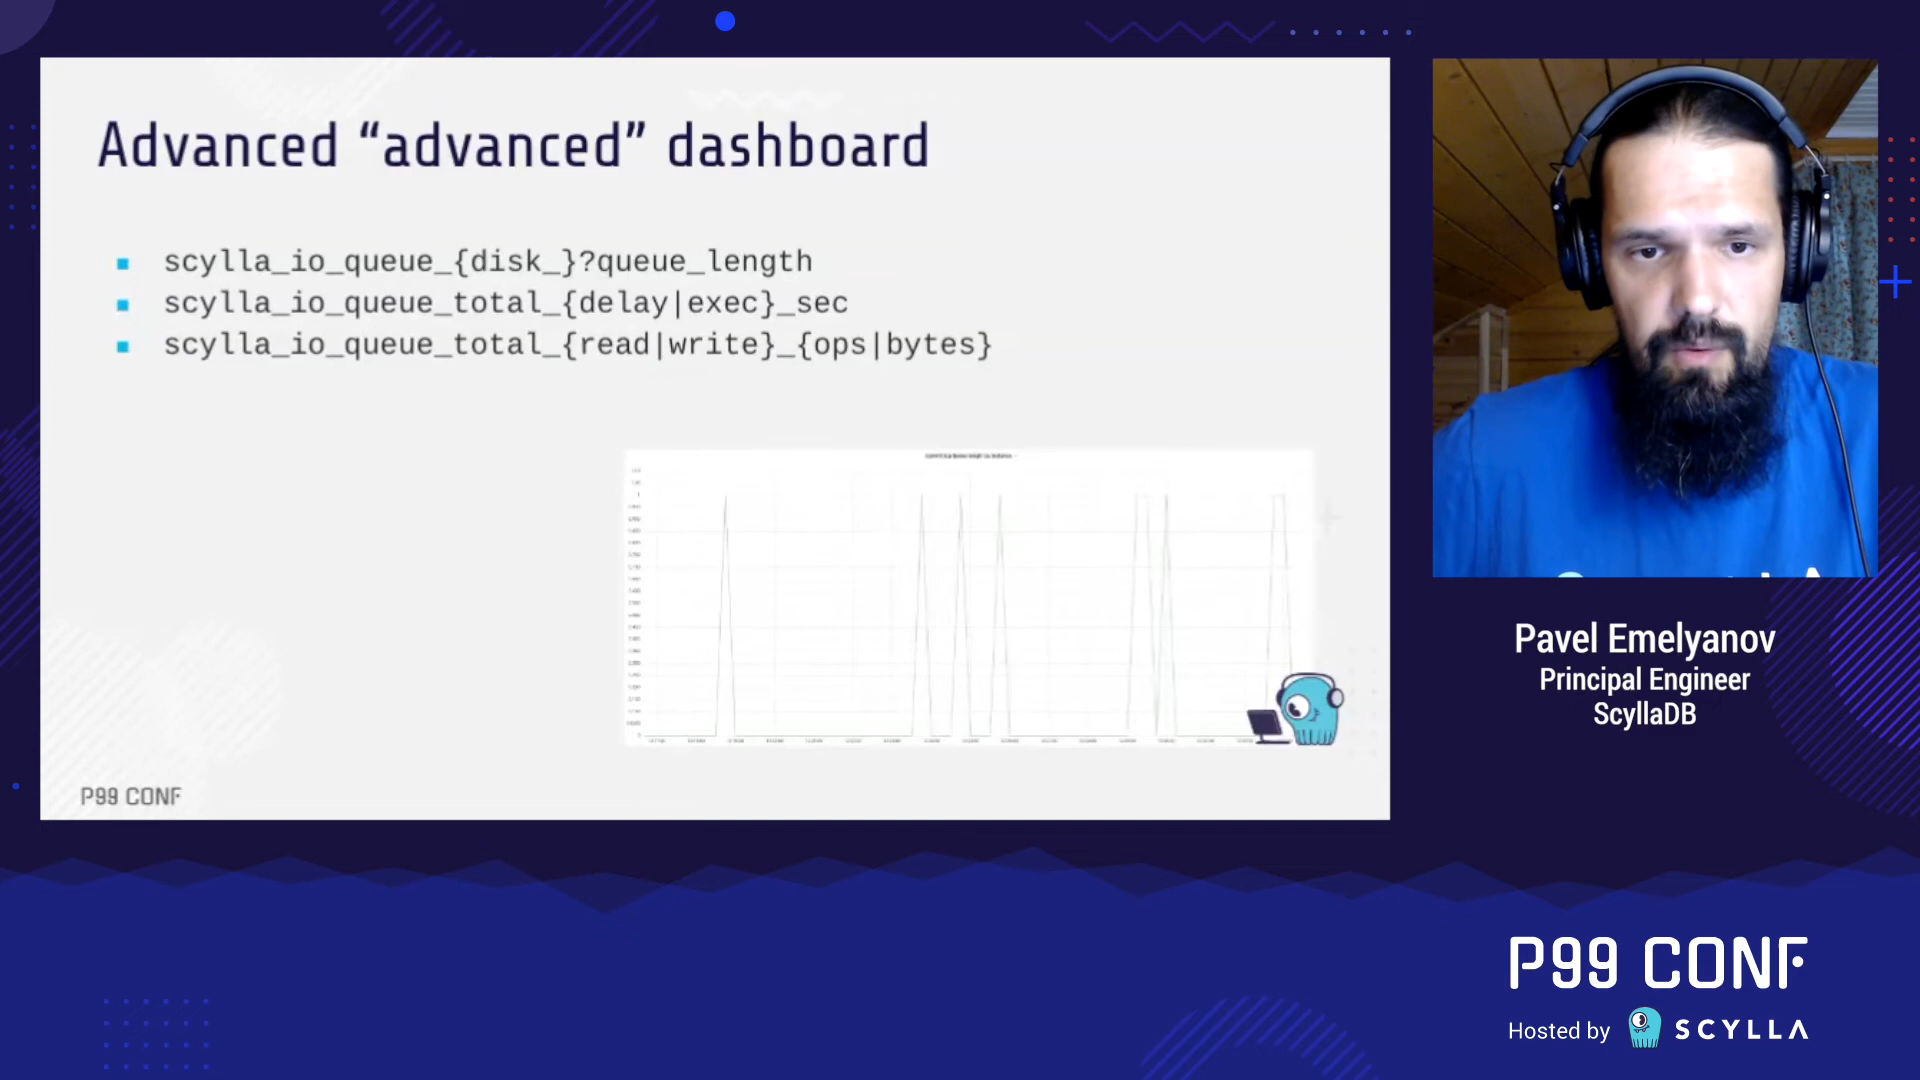 Advanced “advanced” dashboard
scylla_io_queue_{disk_}?queue_length
scylla_io_queue_total_{delay|exec}_sec
scylla_io_queue_total_{read|write}_{ops|bytes}
P99 CONF
Pavel Emelyanov
Principal Engineer
ScyllaDB
P99 CONF
Hosted by SCYLLA